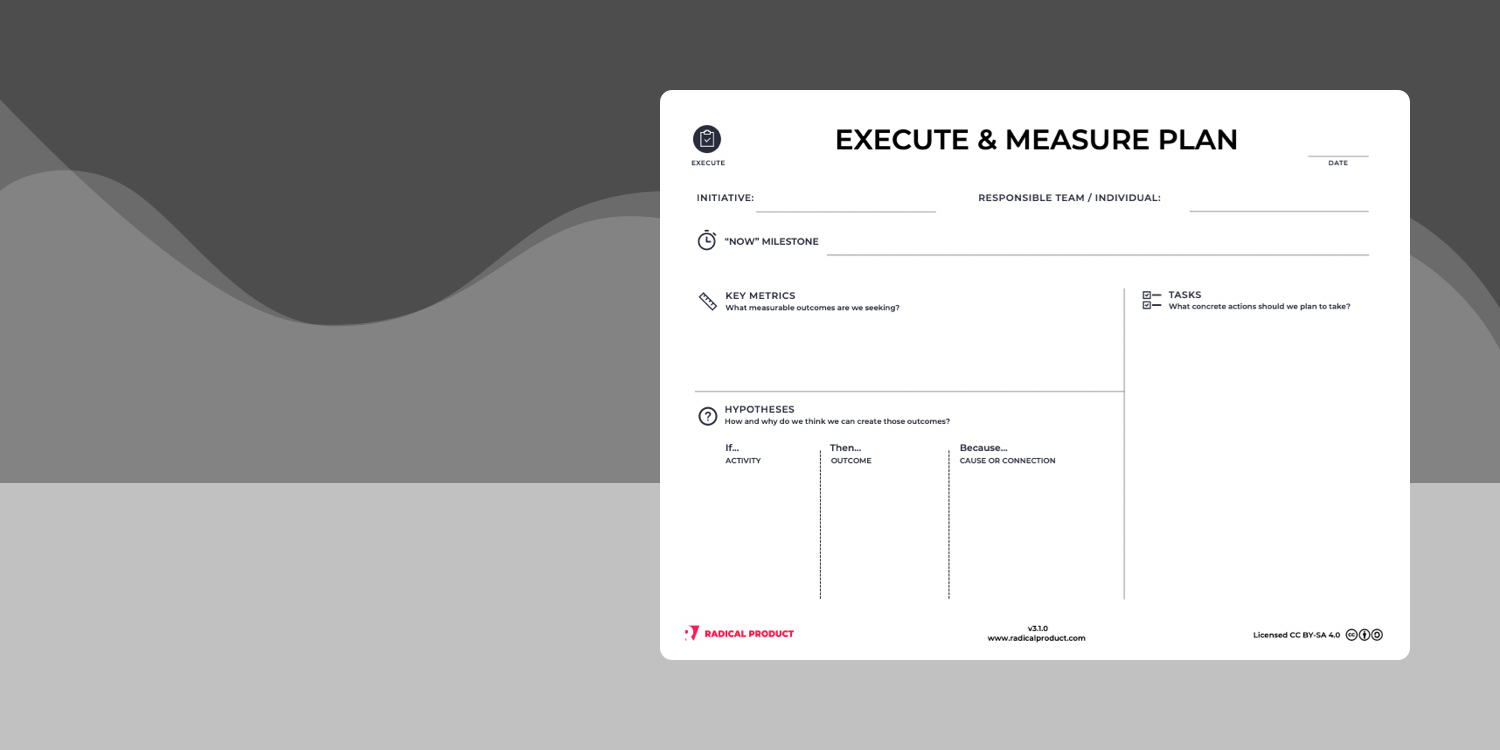 EXECUTE
EXECUTE & MEASURE PLAN
DATE
INITIATIVE:
RESPONSIBLE TEAM / INDIVIDUAL:
“NOW” MILESTONE
KEY METRICS
What measurable outcomes are we seeking?
TASKS
What concrete actions should we plan to take?
HYPOTHESES
How and why do we think we can create those outcomes?
If...
ACTIVITY
Then...
OUTCOME
Because...
CAUSE OR CONNECTION
RADICAL PRODUCT
v3.1.0
www.radicalproduct.com
Licensed CC BY-SA 4.0